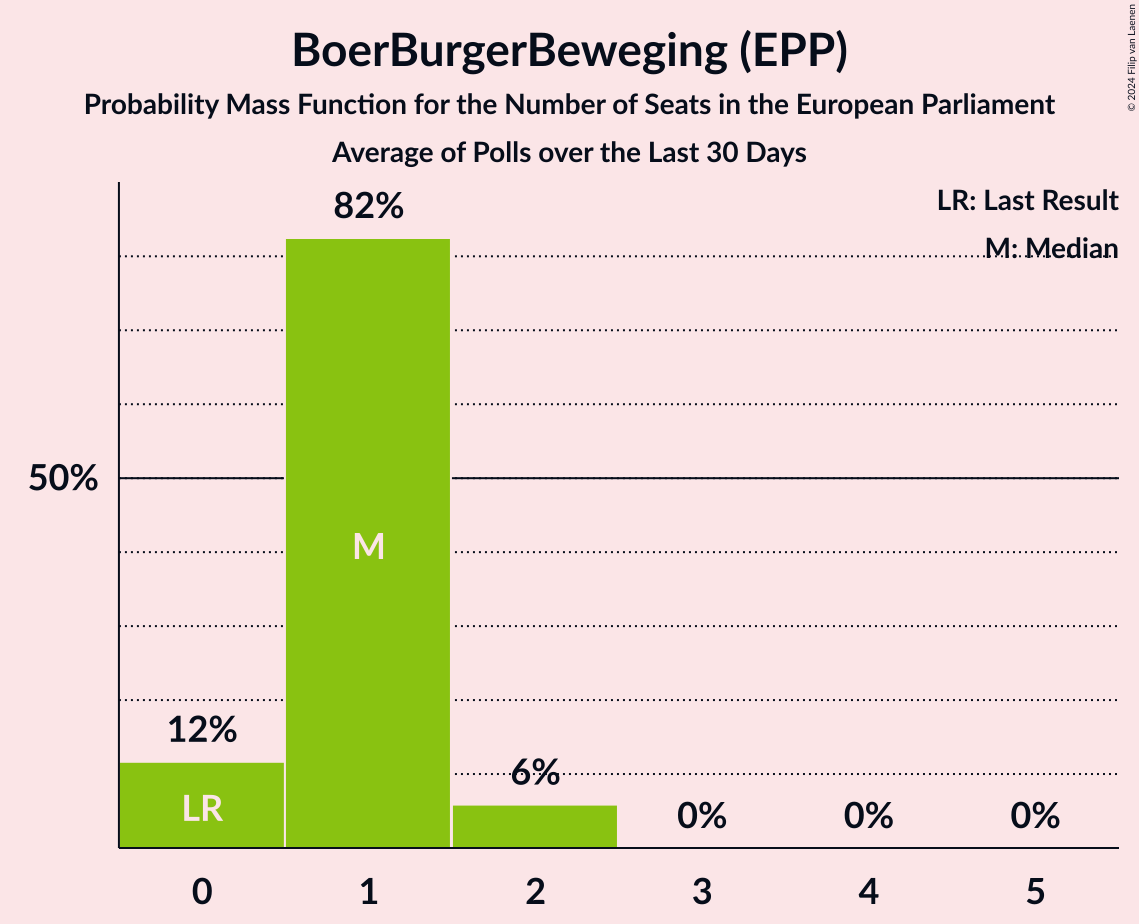 BoerBurgerBeweging (EPP)
Probability Mass Function for the Number of Seats in the European Parliament
Average of Polls over the Last 30 Days
© 2024 Filip van Laenen
LR: Last Result
M: Median
82%
50%
M
12%
LR
6%
0%
0%
0%
0
1
2
3
4
5